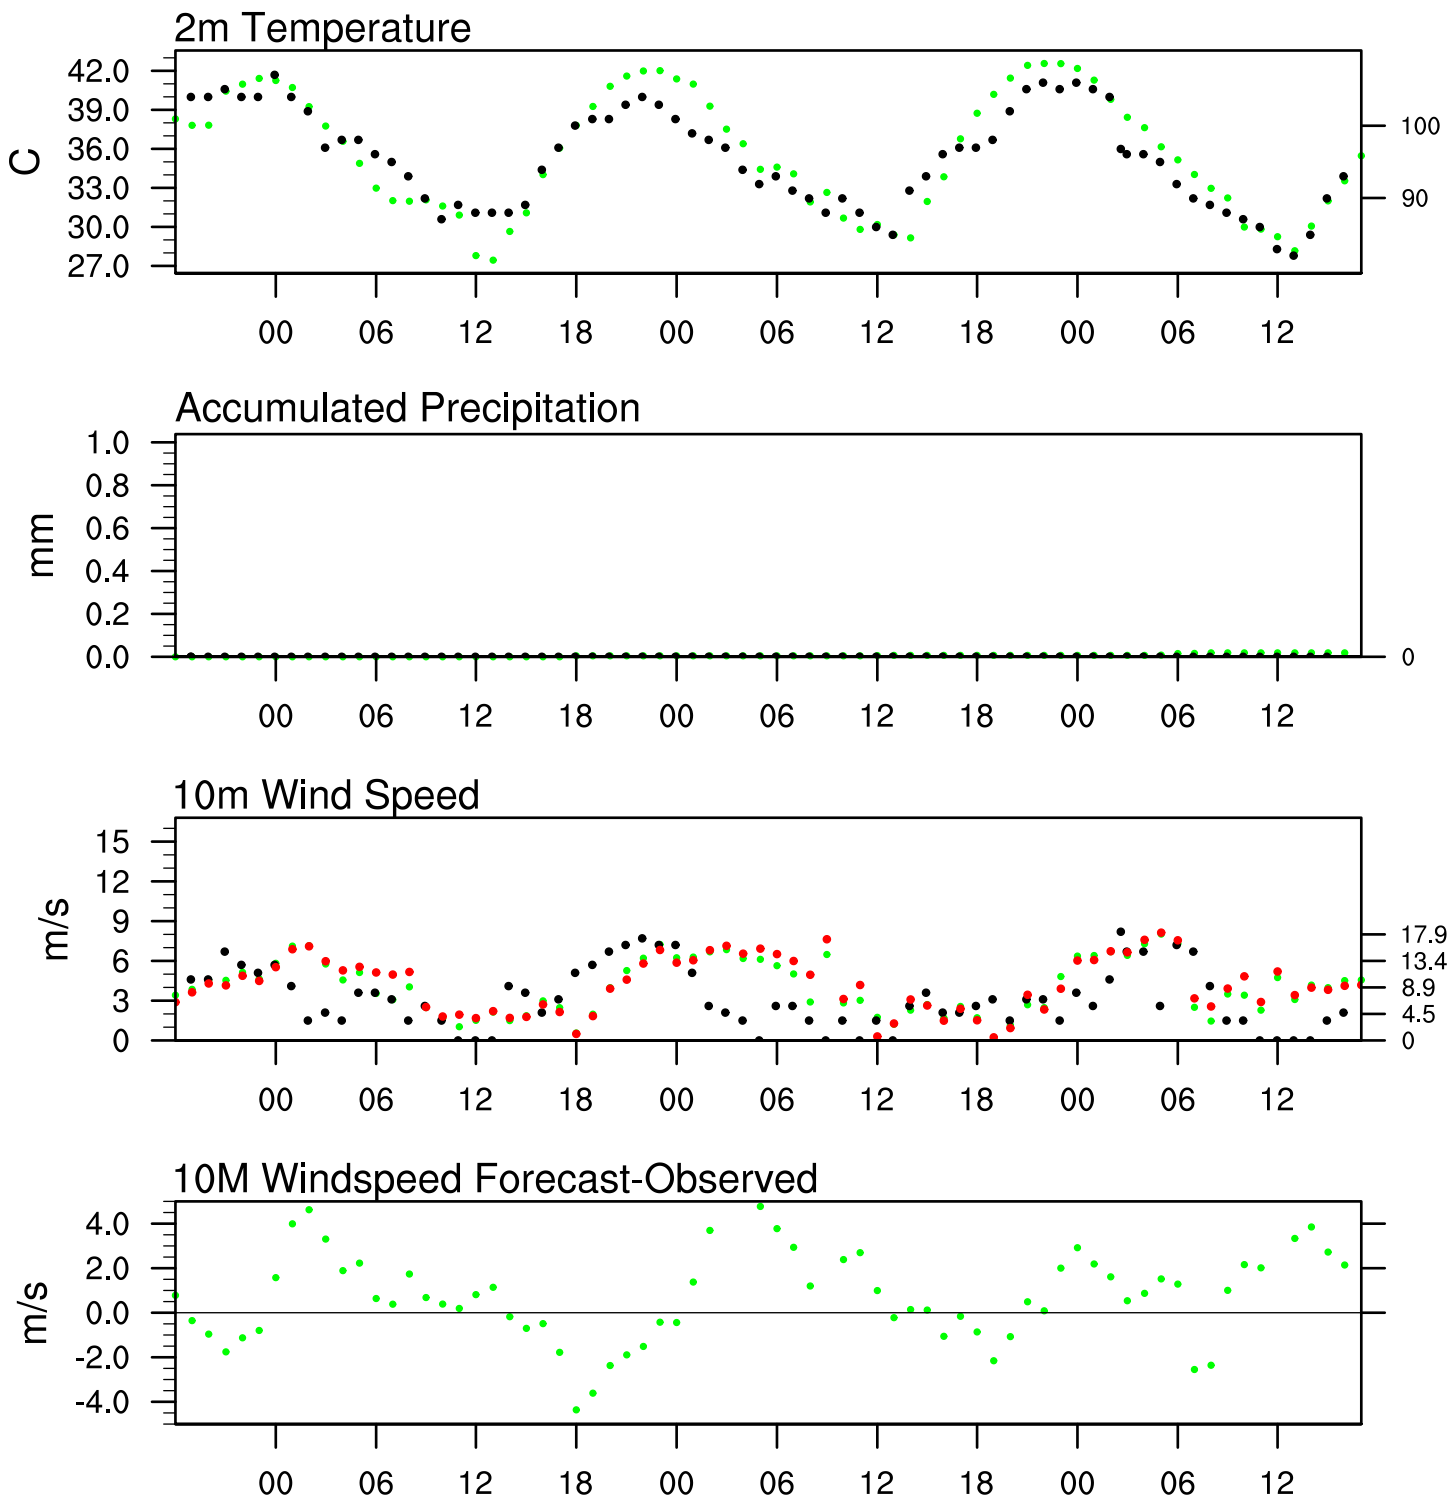 2m Temperature
42.0
39.0
36.0
33.0
30.0
27.0
C
100
90
00 06 12 18 00 06 12 18 00 06 12
Accumulated Precipitation
1.0
0.8
0.6
0.4
0.2
0.0
mm
0
00 06 12 18 00 06 12 18 00 06 12
10m Wind Speed
15
12
9
6
3
0
m/s
17.9
13.4
8.9
4.5
0
00 06 12 18 00 06 12 18 00 06 12
10M Windspeed Forecast-Observed
4.0
2.0
0.0
-2.0
-4.0
m/s
00 06 12 18 00 06 12 18 00 06 12